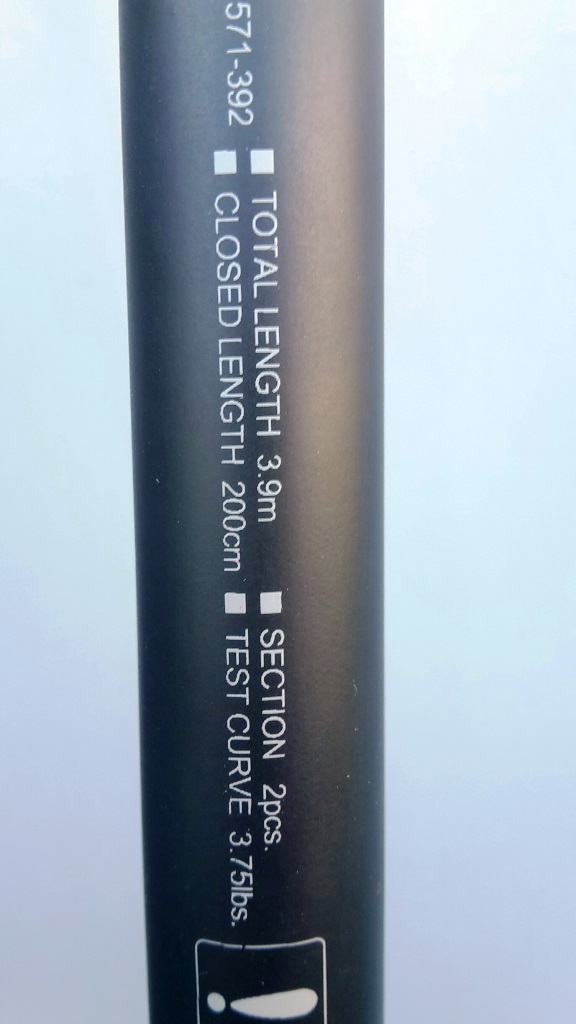 571-392
■ TOTAL LENGTH 3.9m ■ SECTION 2pcs.
■ CLOSED LENGTH 200cm ■ TEST CURVE 3.75lbs.